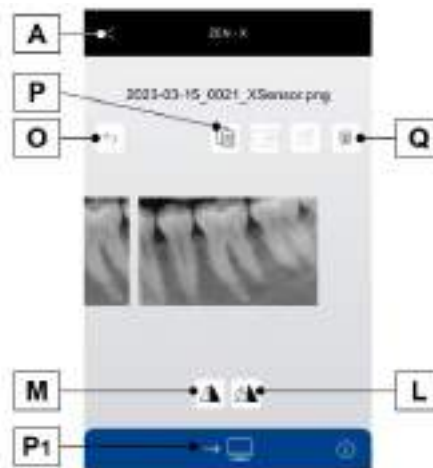 A
ZEN-X
P
2023-03-15_0021_XSensor.png
O
Q
M
L
P1